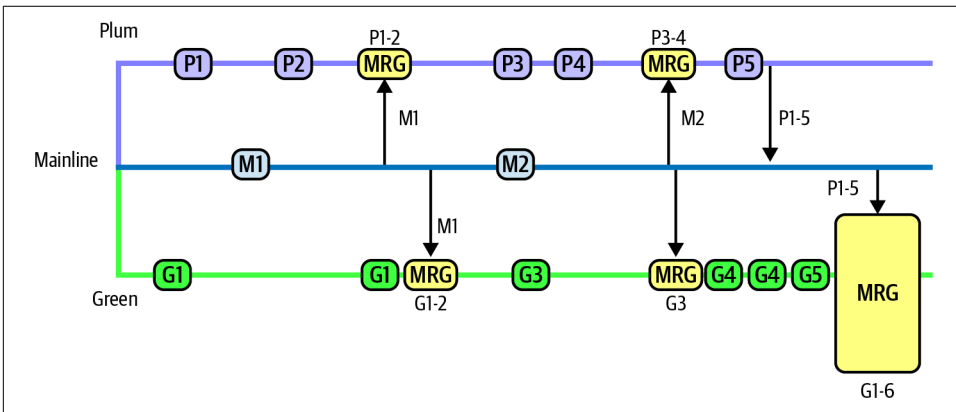 Plum
P1-2
P3-4
P1
P2
MRG
P3
P4
MRG
P5
M1
M2
P1-5
Mainline
M1
M2
P1-5
M1
G1
G1
MRG
G3
MRG
G4
G4
G5
MRG
Green
G1-2
G3
G1-6